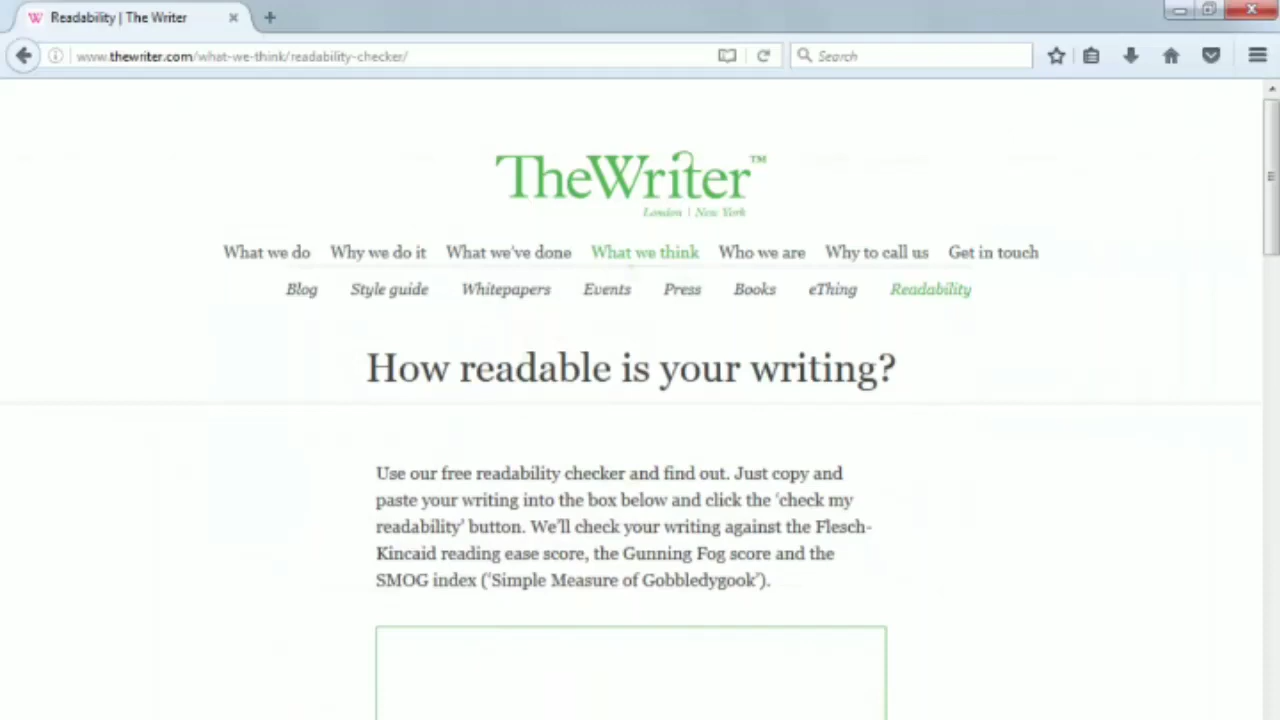 Readability | The Writer
www.thewriter.com/what-we-think/readability-checker/
Search
TheWriter™
London | New York
What we do Why we do it What we've done What we think Who we are Why to call us Get in touch
Blog Style guide Whitepapers Events Press Books eThing Readability
How readable is your writing?
Use our free readability checker and find out. Just copy and
paste your writing into the box below and click the ‘check my
readability’ button. We’ll check your writing against the Flesch-
Kincaid reading ease score, the Gunning Fog score and the
SMOG index (‘Simple Measure of Gobbledygook’).